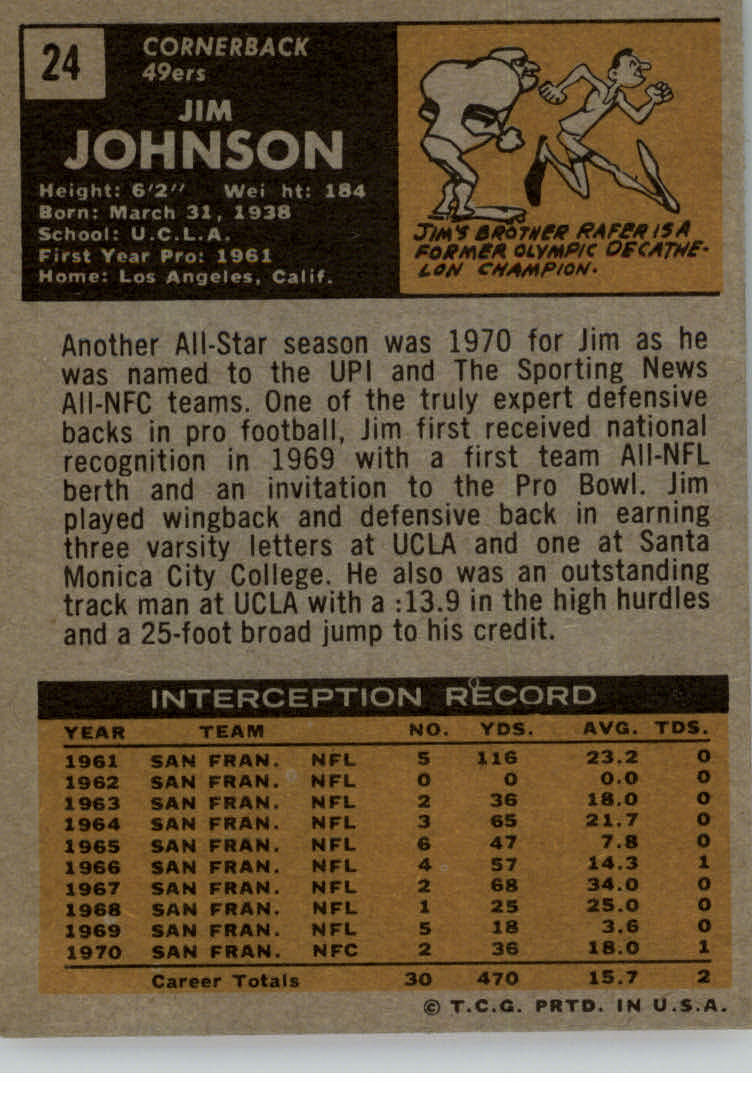 24
CORNERBACK
49ers
JIM
JOHNSON
Height: 6'2" Wei ht: 184
Born: March 31, 1938
School: U.C.L.A.
First Year Pro: 1961
Home: Los Angeles, Calif.
JIM'S BROTHER RAFER IS A
FORMER OLYMPIC DECATHE-
LON CHAMPION.
Another All-Star season was 1970 for Jim as he
was named to the UPI and The Sporting News
All-NFC teams. One of the truly expert defensive
backs in pro football, Jim first received national
recognition in 1969 with a first team All-NFL
berth and an invitation to the Pro Bowl. Jim
played wingback and defensive back in earning
three varsity letters at UCLA and one at Santa
Monica City College. He also was an outstanding
track man at UCLA with a :13.9 in the high hurdles
and a 25-foot broad jump to his credit.
INTERCEPTION RECORD
YEAR TEAM NO. YDS. AVG. TDS.
1961 SAN FRAN. NFL 5 116 23.2 0
1962 SAN FRAN. NFL 0 0 0.0 0
1963 SAN FRAN. NFL 2 36 18.0 0
1964 SAN FRAN. NFL 3 65 21.7 0
1965 SAN FRAN. NFL 6 47 7.8 0
1966 SAN FRAN. NFL 4 57 14.3 1
1967 SAN FRAN. NFL 2 68 34.0 0
1968 SAN FRAN. NFL 1 25 25.0 0
1969 SAN FRAN. NFL 5 18 3.6 0
1970 SAN FRAN. NFC 2 36 18.0 1
Career Totals 30 470 15.7 2
© T.C.G. PRTD. IN U.S.A.